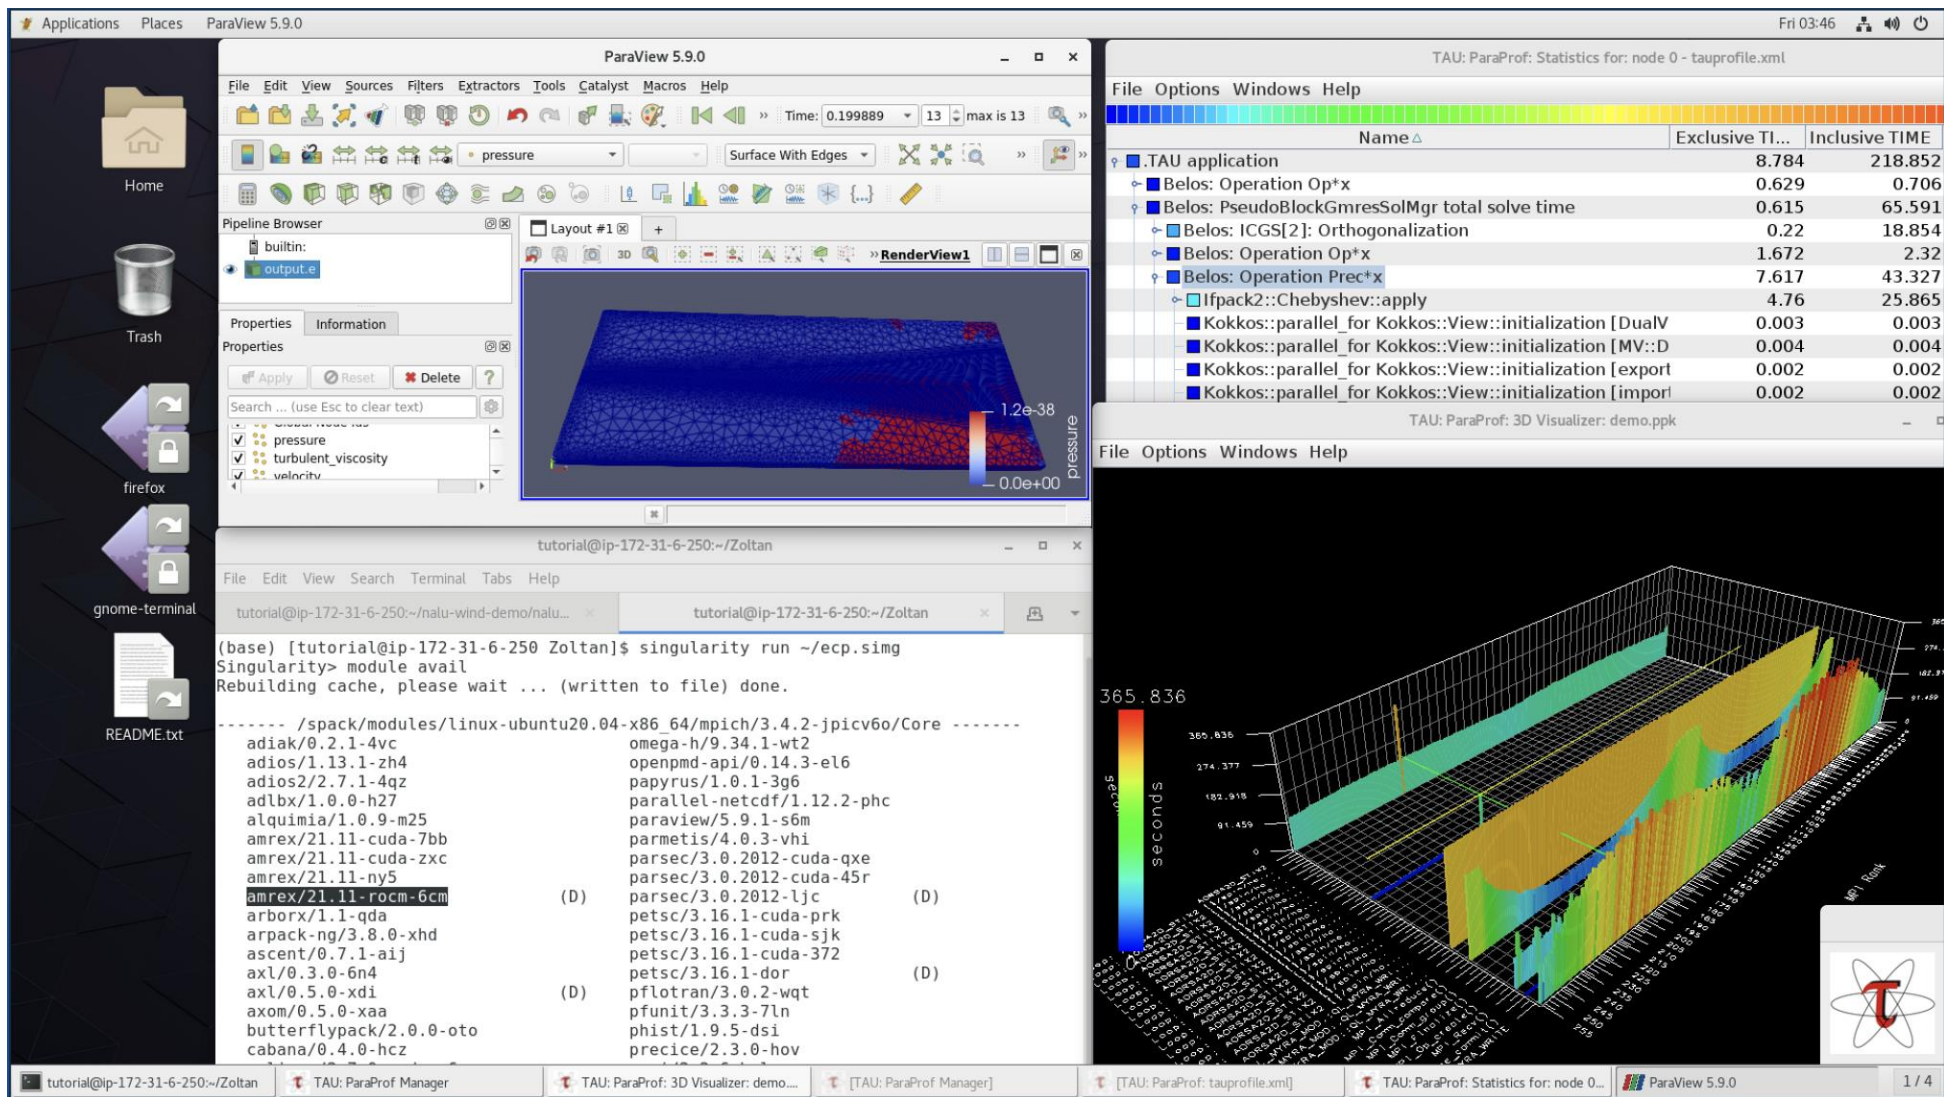 Applications Places ParaView 5.9.0 Fri 03:46
Home
Trash
firefox
gnome-terminal
README.txt
ParaView 5.9.0
File Edit View Sources Filters Extractors Tools Catalyst Macros Help
» Time: 0.199889 13 max is 13 »
pressure Surface With Edges » »
Pipeline Browser
builtin:
output.e
Properties Information
Properties
Apply Reset Delete ?
Search ... (use Esc to clear text)
Global Node Ids
pressure
turbulent_viscosity
velocity
Layout #1 +
3D » RenderView1
1.2e-38
pressure
0.0e+00
TAU: ParaProf: Statistics for: node 0 - tauprofile.xml
File Options Windows Help
Name Exclusive TI... Inclusive TIME
.TAU application 8.784 218.852
Belos: Operation Op*x 0.629 0.706
Belos: PseudoBlockGmresSolMgr total solve time 0.615 65.591
Belos: ICGS[2]: Orthogonalization 0.22 18.854
Belos: Operation Op*x 1.672 2.32
Belos: Operation Prec*x 7.617 43.327
Ifpack2::Chebyshev::apply 4.76 25.865
Kokkos::parallel_for Kokkos::View::initialization [DualV 0.003 0.003
Kokkos::parallel_for Kokkos::View::initialization [MV::D 0.004 0.004
Kokkos::parallel_for Kokkos::View::initialization [export 0.002 0.002
Kokkos::parallel_for Kokkos::View::initialization [import 0.002 0.002
tutorial@ip-172-31-6-250:~/Zoltan
File Edit View Search Terminal Tabs Help
tutorial@ip-172-31-6-250:~/nalu-wind-demo/nalu... tutorial@ip-172-31-6-250:~/Zoltan
(base) [tutorial@ip-172-31-6-250 Zoltan]$ singularity run ~/ecp.simg
Singularity> module avail
Rebuilding cache, please wait ... (written to file) done.
------- /spack/modules/linux-ubuntu20.04-x86_64/mpich/3.4.2-jpicv6o/Core -------
adiak/0.2.1-4vc omega-h/9.34.1-wt2
adios/1.13.1-zh4 openpmd-api/0.14.3-el6
adios2/2.7.1-4qz papyrus/1.0.1-3g6
adlbx/1.0.0-h27 parallel-netcdf/1.12.2-phc
alquimia/1.0.9-m25 paraview/5.9.1-s6m
amrex/21.11-cuda-7bb parmetis/4.0.3-vhi
amrex/21.11-cuda-zxc parsec/3.0.2012-cuda-qxe
amrex/21.11-ny5 parsec/3.0.2012-cuda-45r
amrex/21.11-rocm-6cm (D) parsec/3.0.2012-ljc (D)
arborx/1.1-qda petsc/3.16.1-cuda-prk
arpack-ng/3.8.0-xhd petsc/3.16.1-cuda-sjk
ascent/0.7.1-aij petsc/3.16.1-cuda-372
axl/0.3.0-6n4 petsc/3.16.1-dor (D)
axl/0.5.0-xdi (D) pflotran/3.0.2-wqt
axom/0.5.0-xaa pfunit/3.3.3-7ln
butterflypack/2.0.0-oto phist/1.9.5-dsi
cabana/0.4.0-hcz precice/2.3.0-hov
TAU: ParaProf: 3D Visualizer: demo.ppk
File Options Windows Help
365.836
seconds
365.836
274.377
182.918
91.459
0
MPI Rank
tutorial@ip-172-31-6-250:~/Zoltan TAU: ParaProf Manager TAU: ParaProf: 3D Visualizer: demo.... [TAU: ParaProf Manager] [TAU: ParaProf: tauprofile.xml] TAU: ParaProf: Statistics for: node 0... ParaView 5.9.0 1 / 4